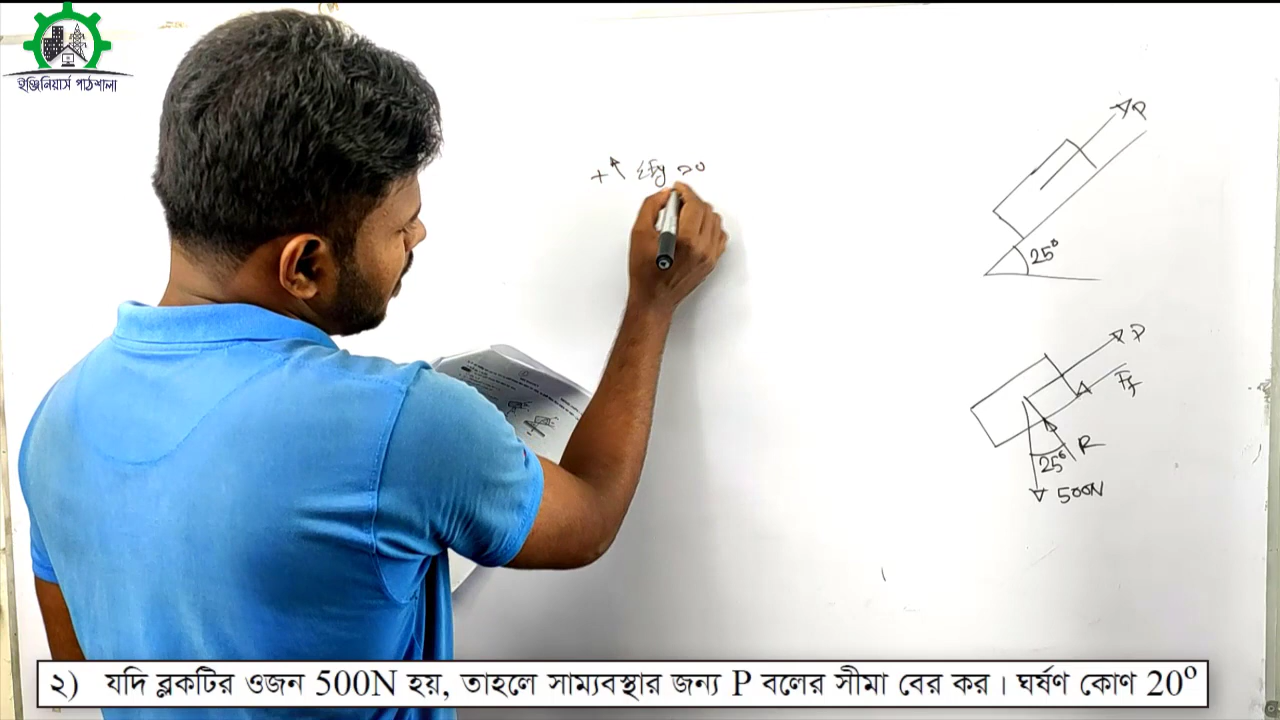 ইঞ্জিনিয়ার্স পাঠশালা
+↑ ΣFy =0
P
25°
P
Ff
R
25°
500N
২) যদি ব্লকটির ওজন 500N হয়, তাহলে সাম্যবস্থার জন্য P বলের সীমা বের কর। ঘর্ষণ কোণ 20°